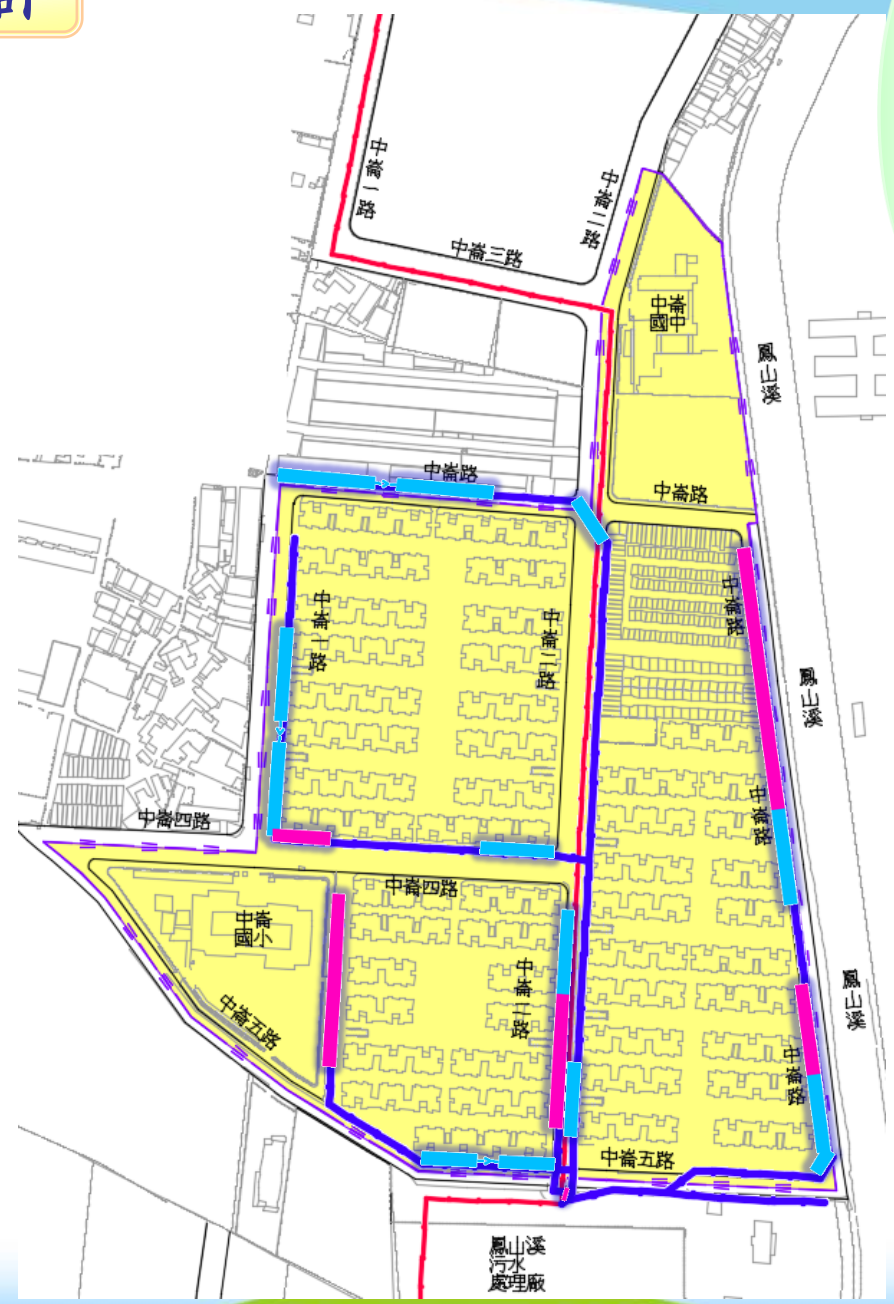 中崙一路
中崙二路
中崙三路
中崙
國中
鳳山溪
中崙路
中崙路
中崙路
中崙一路
中崙二路
鳳山溪
中崙路
中崙四路
中崙四路
中崙
國小
中崙二路
鳳山溪
中崙五路
中崙路
中崙五路
鳳山溪
污水
處理廠